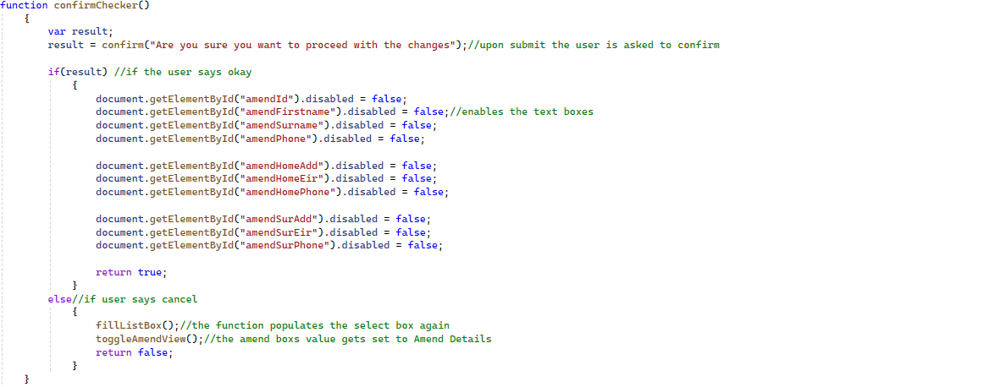 function confirmChecker()
{
var result;
result = confirm("Are you sure you want to proceed with the changes");//upon submit the user is asked to confirm
if(result) //if the user says okay
{
document.getElementById("amendId").disabled = false;
document.getElementById("amendFirstname").disabled = false;//enables the text boxes
document.getElementById("amendSurname").disabled = false;
document.getElementById("amendPhone").disabled = false;
document.getElementById("amendHomeAdd").disabled = false;
document.getElementById("amendHomeEir").disabled = false;
document.getElementById("amendHomePhone").disabled = false;
document.getElementById("amendSurAdd").disabled = false;
document.getElementById("amendSurEir").disabled = false;
document.getElementById("amendSurPhone").disabled = false;
return true;
}
else//if user says cancel
{
fillListBox();//the function populates the select box again
toggleAmendView();//the amend boxs value gets set to Amend Details
return false;
}
}